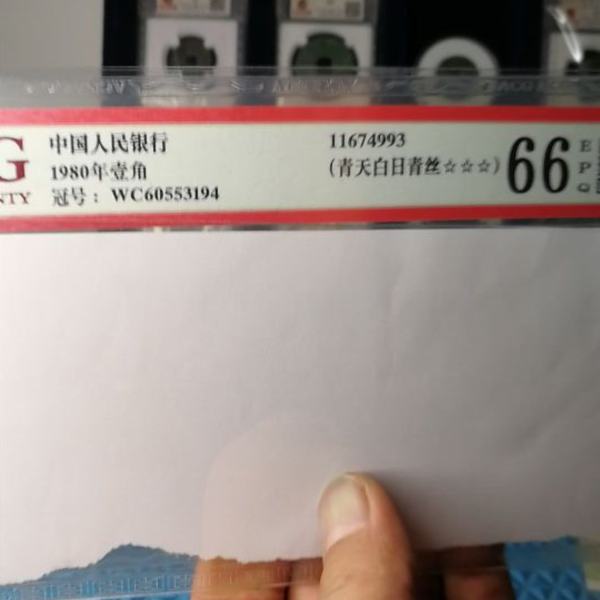 G
NTY
中国人民银行
1980年壹角
冠号：WC60553194
11674993
(青天白日青丝☆☆☆)
66
E
P
Q